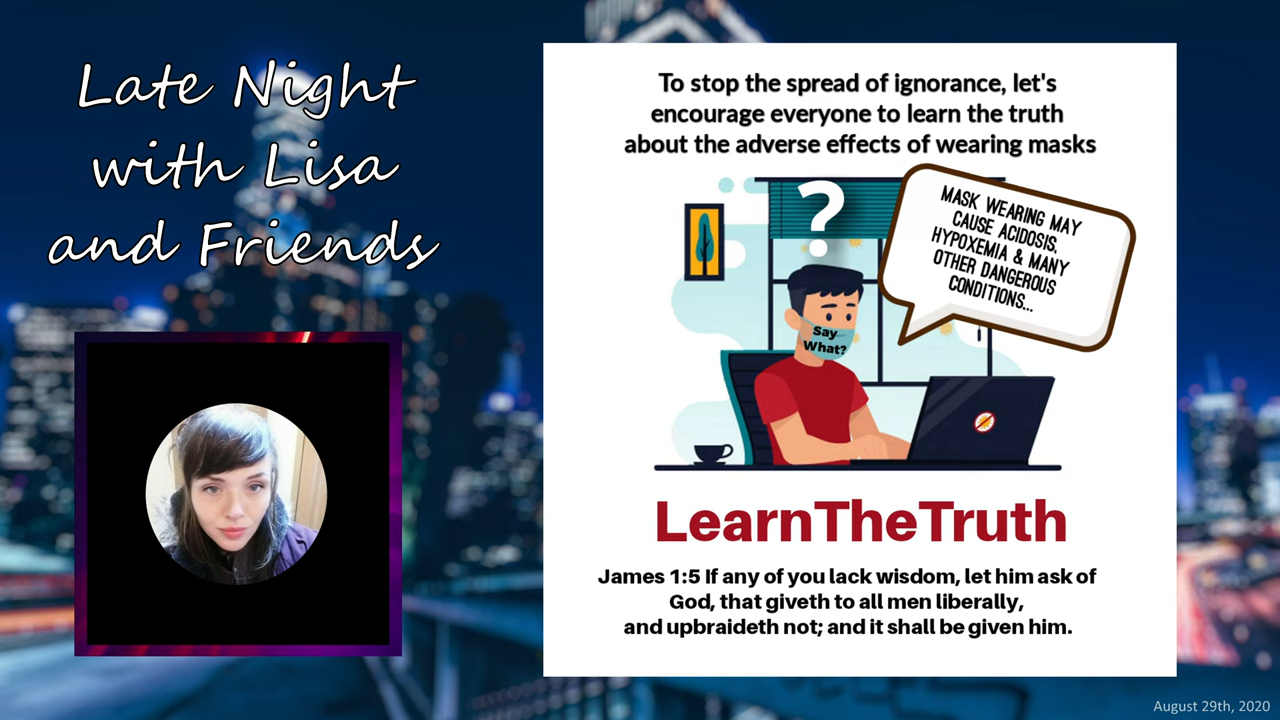 Late Night
with Lisa
and Friends
To stop the spread of ignorance, let's
encourage everyone to learn the truth
about the adverse effects of wearing masks
?
MASK WEARING MAY
CAUSE ACIDOSIS,
HYPOXEMIA & MANY
OTHER DANGEROUS
CONDITIONS...
Say
What?
LearnTheTruth
James 1:5 If any of you lack wisdom, let him ask of
God, that giveth to all men liberally,
and upbraideth not; and it shall be given him.
August 29th, 2020